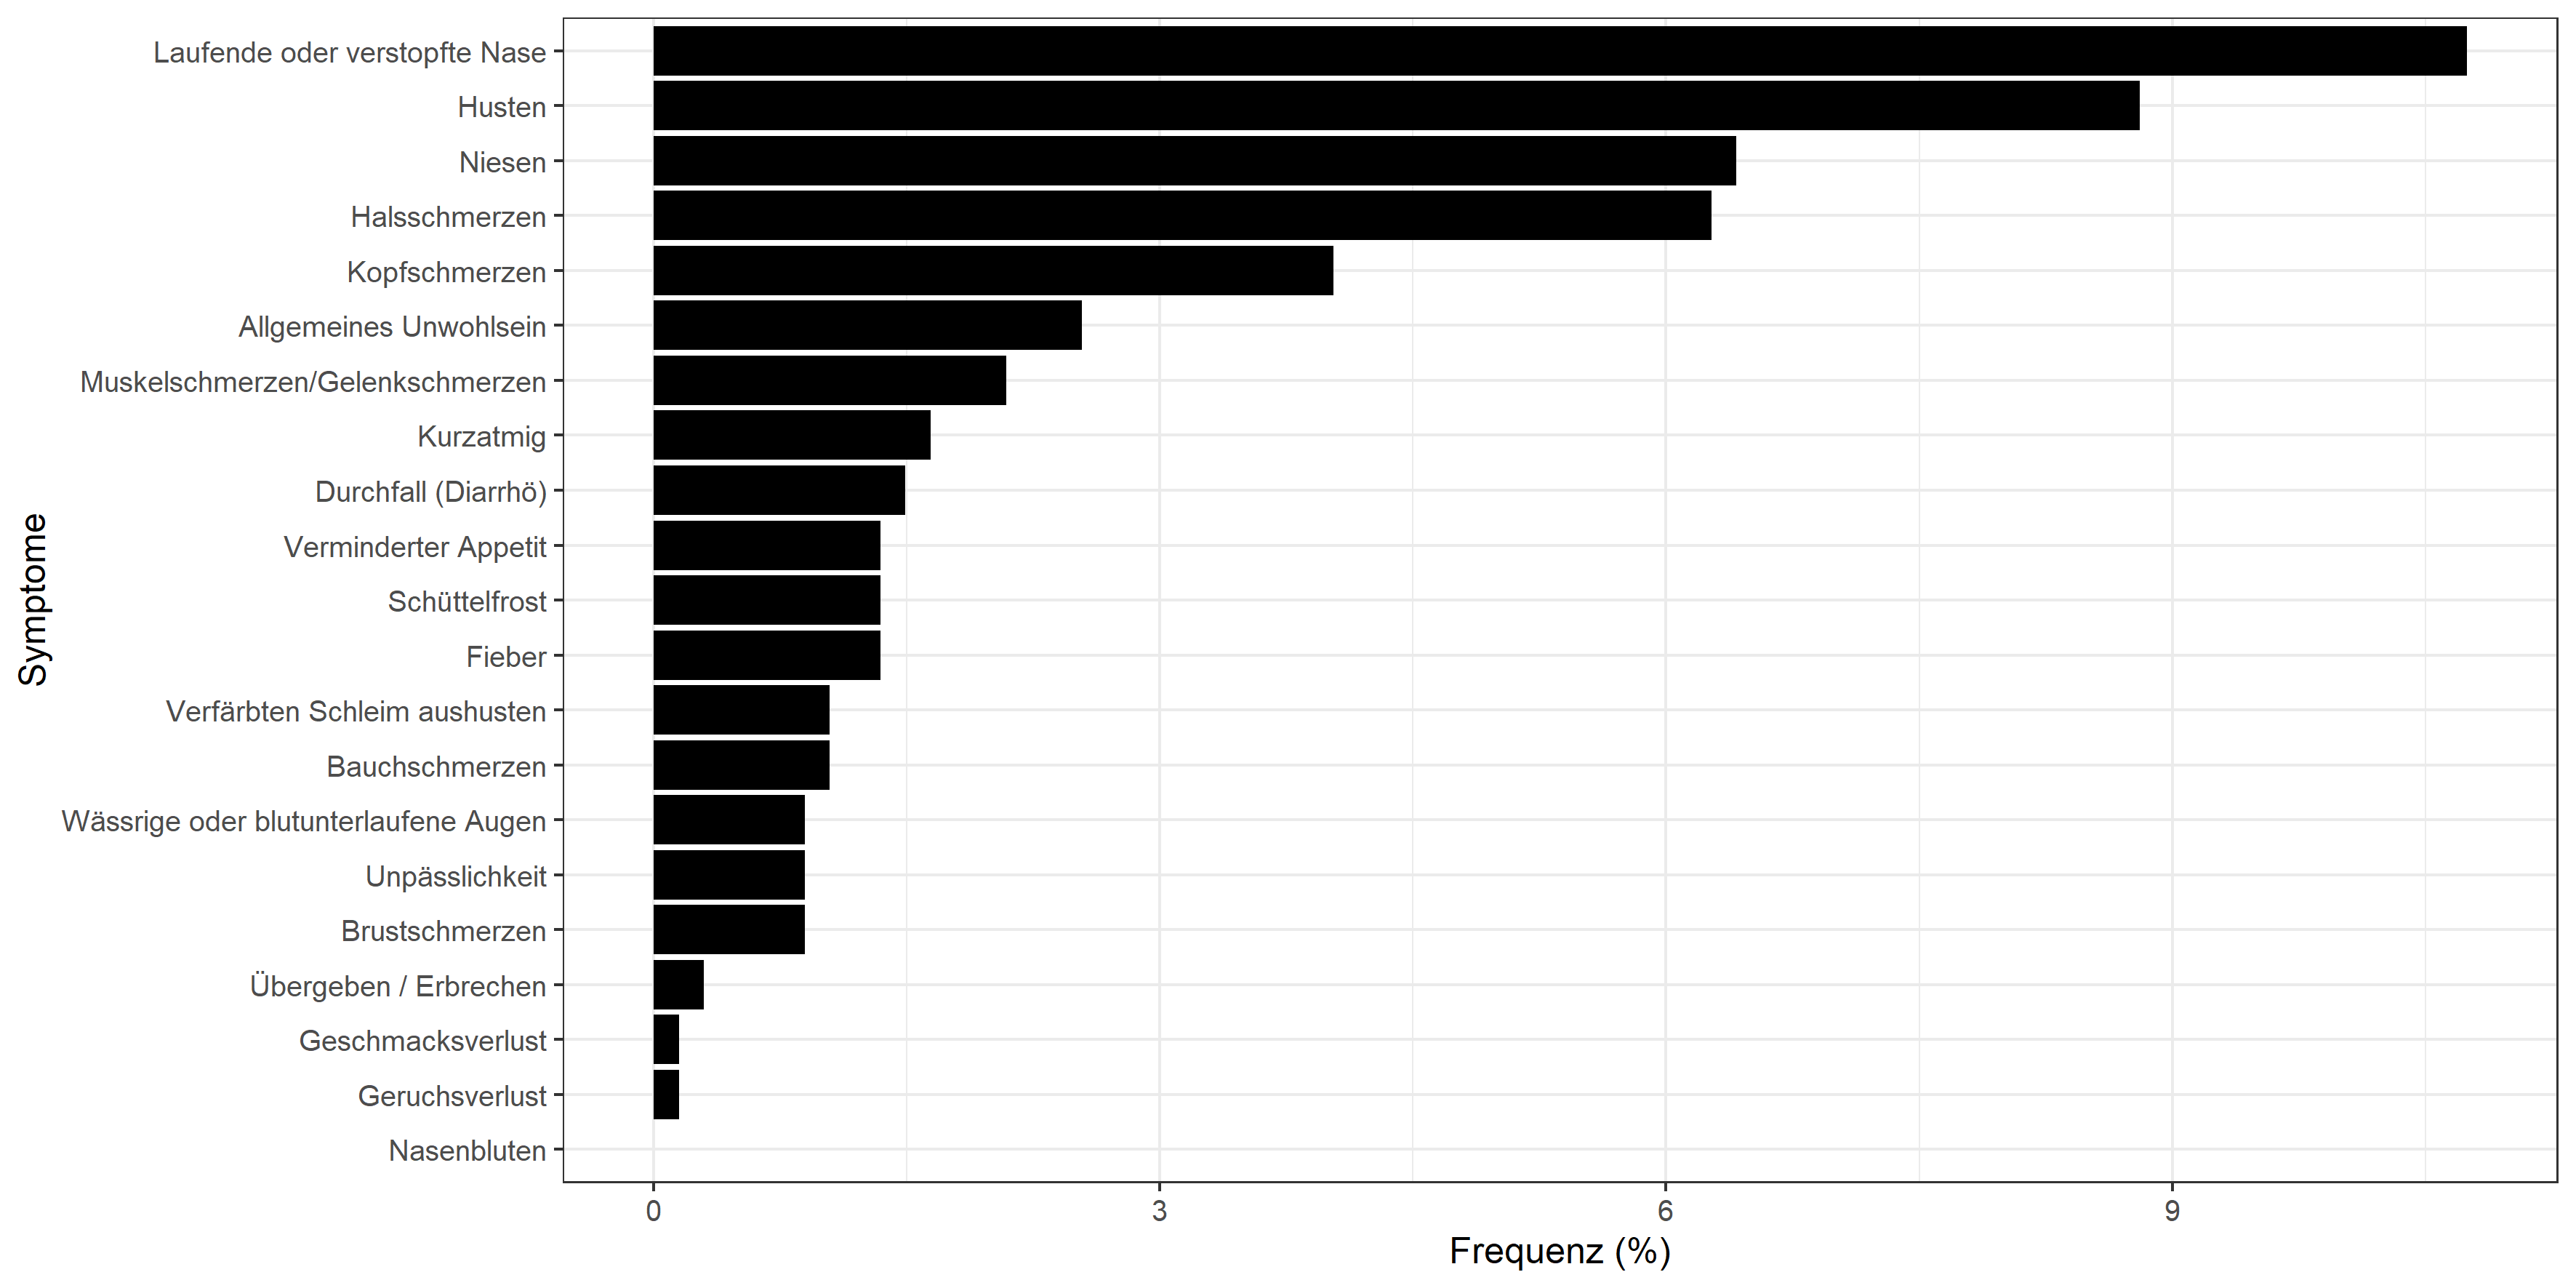 Laufende oder verstopfte Nase
Husten
Niesen
Halsschmerzen
Kopfschmerzen
Allgemeines Unwohlsein
Muskelschmerzen/Gelenkschmerzen
Kurzatmig
Durchfall (Diarrhö)
Verminderter Appetit
Schüttelfrost
Fieber
Verfärbten Schleim aushusten
Bauchschmerzen
Wässrige oder blutunterlaufene Augen
Unpässlichkeit
Brustschmerzen
Übergeben / Erbrechen
Geschmacksverlust
Geruchsverlust
Nasenbluten
Symptome
0 3 6 9
Frequenz (%)